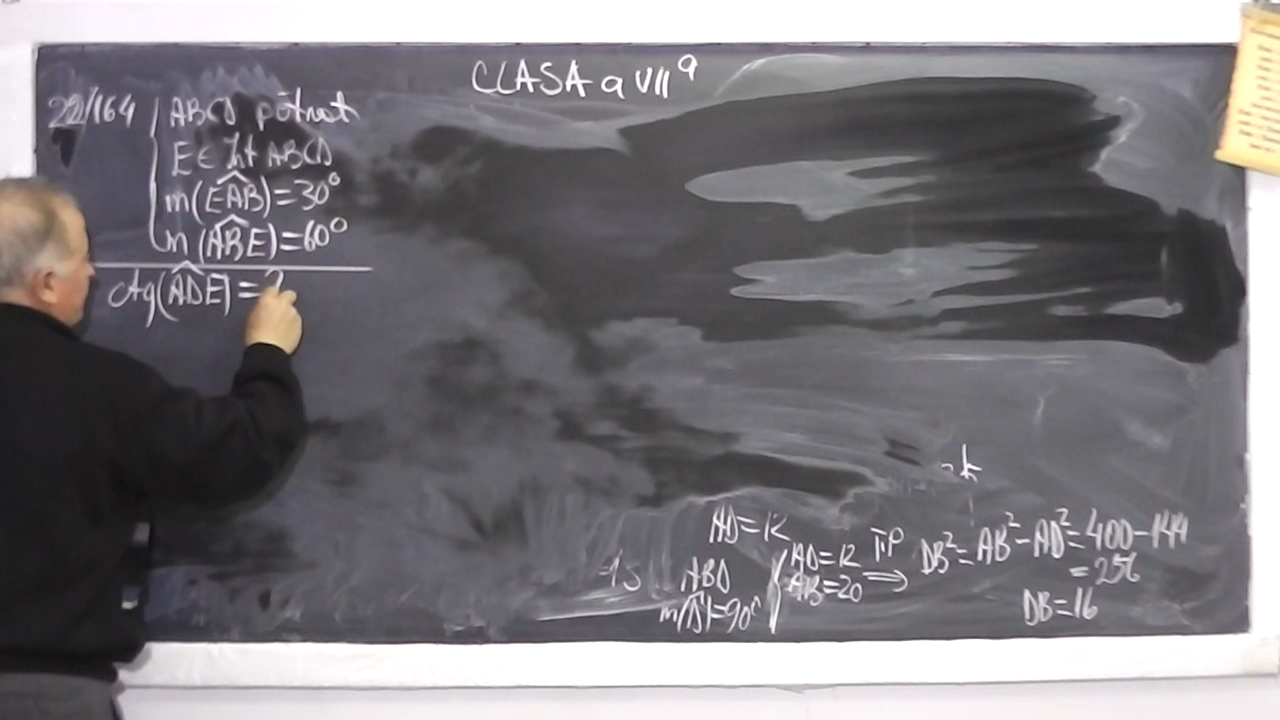 CLASA a VII a
22/164 ABCD pătrat
E ∈ Int ABCD
m(EAB)=30°
m(ABE)=60°
ctg(ADE)=?
AD=12
ABD
m(D)=90°
AD=12
AB=20
T.P
⇒ DB²=AB²-AD²=400-144
=256
DB=16